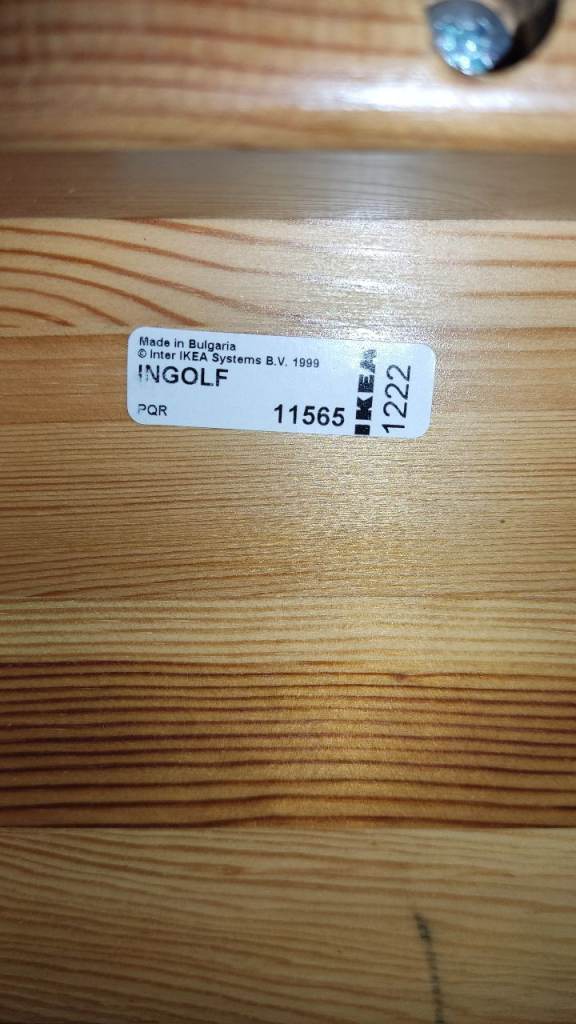 Made in Bulgaria
© Inter IKEA Systems B.V. 1999
INGOLF
PQR 11565
IKEA
1222